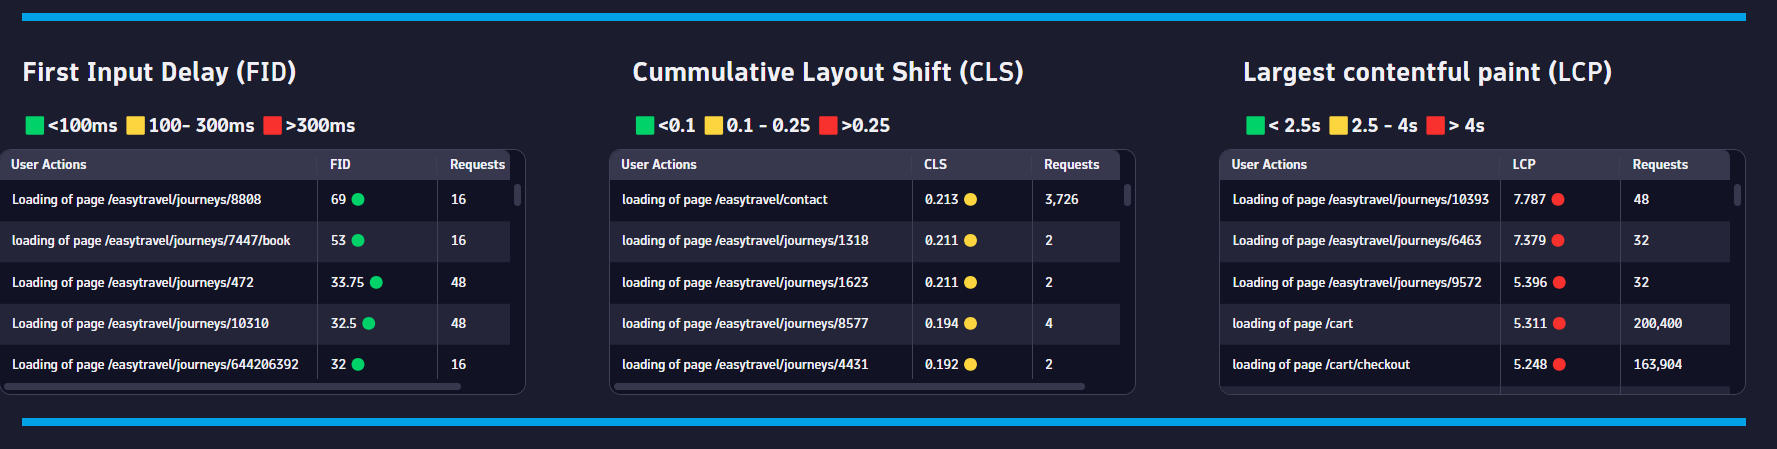 First Input Delay (FID)
<100ms 100- 300ms >300ms
User Actions FID Requests
Loading of page /easytravel/journeys/8808 69 16
loading of page /easytravel/journeys/7447/book 53 16
Loading of page /easytravel/journeys/472 33.75 48
Loading of page /easytravel/journeys/10310 32.5 48
Loading of page /easytravel/journeys/644206392 32 16
Cummulative Layout Shift (CLS)
<0.1 0.1 - 0.25 >0.25
User Actions CLS Requests
loading of page /easytravel/contact 0.213 3,726
loading of page /easytravel/journeys/1318 0.211 2
loading of page /easytravel/journeys/1623 0.211 2
loading of page /easytravel/journeys/8577 0.194 4
loading of page /easytravel/journeys/4431 0.192 2
Largest contentful paint (LCP)
< 2.5s 2.5 - 4s > 4s
User Actions LCP Requests
Loading of page /easytravel/journeys/10393 7.787 48
Loading of page /easytravel/journeys/6463 7.379 32
Loading of page /easytravel/journeys/9572 5.396 32
loading of page /cart 5.311 200,400
loading of page /cart/checkout 5.248 163,904